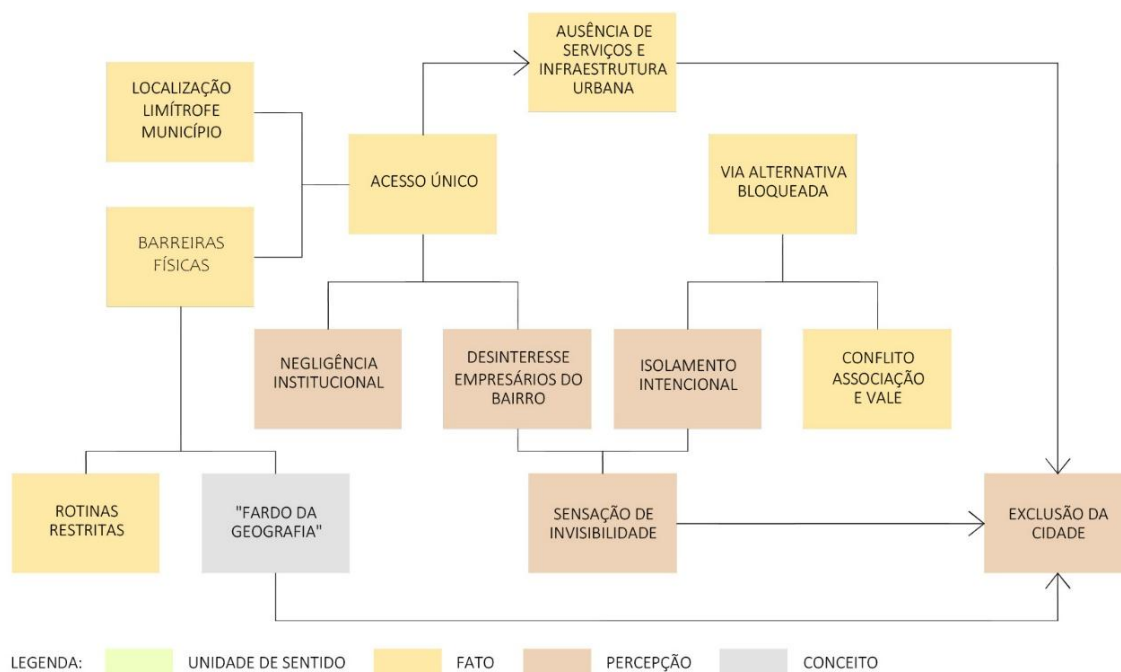 AUSÊNCIA DE
SERVIÇOS E
INFRAESTRUTURA
URBANA
LOCALIZAÇÃO
LIMÍTROFE
MUNICÍPIO
ACESSO ÚNICO
VIA ALTERNATIVA
BLOQUEADA
BARREIRAS
FÍSICAS
NEGLIGÊNCIA
INSTITUCIONAL
DESINTERESSE
EMPRESÁRIOS DO
BAIRRO
ISOLAMENTO
INTENCIONAL
CONFLITO
ASSOCIAÇÃO
E VALE
ROTINAS
RESTRITAS
"FARDO DA
GEOGRAFIA"
SENSAÇÃO DE
INVISIBILIDADE
EXCLUSÃO DA
CIDADE
LEGENDA: UNIDADE DE SENTIDO FATO PERCEPÇÃO CONCEITO